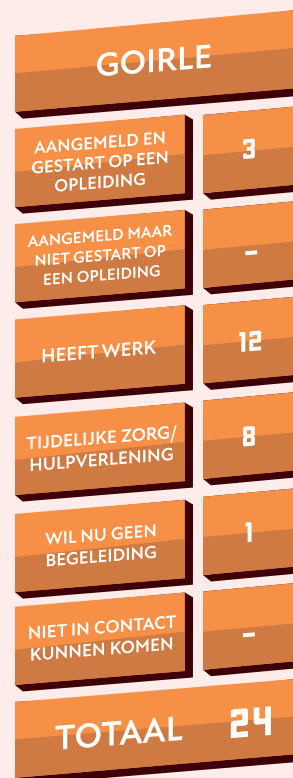 GOIRLE
AANGEMELD EN
GESTART OP EEN
OPLEIDING
3
AANGEMELD MAAR
NIET GESTART OP
EEN OPLEIDING
-
HEEFT WERK
12
TIJDELIJKE ZORG/
HULPVERLENING
8
WIL NU GEEN
BEGELEIDING
1
NIET IN CONTACT
KUNNEN KOMEN
-
TOTAAL 24